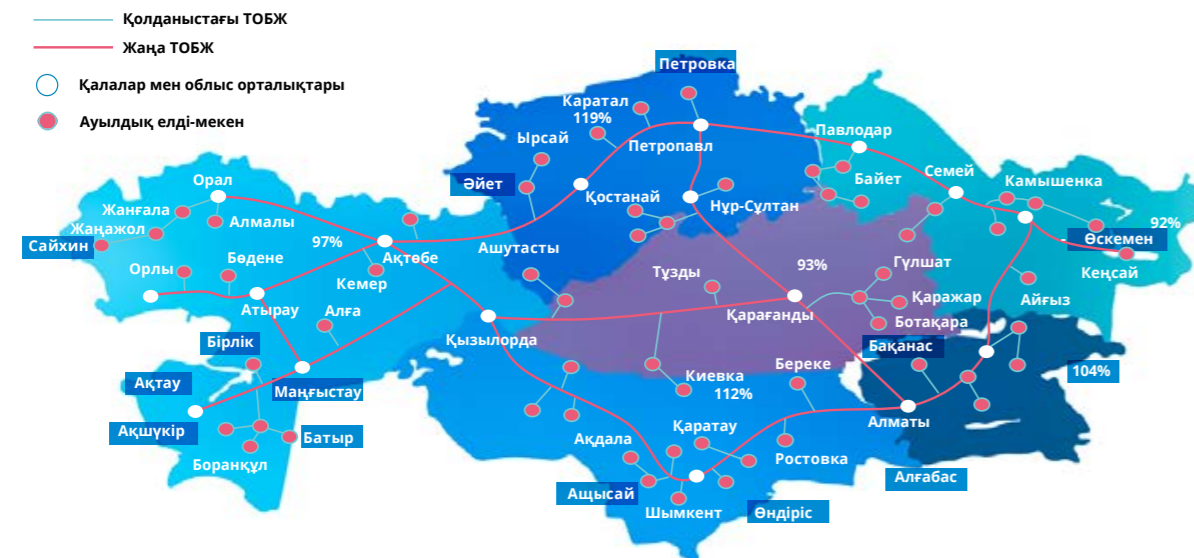 Қолданыстағы ТОБЖ
Жаңа ТОБЖ
Қалалар мен облыс орталықтары
Ауылдық елді-мекен
Петровка
Каратал
119%
Ырсай
Петропавл
Павлодар
Әйет
Қостанай
Байет
Семей
Камышенка
Орал
Жанғала
Алмалы
Жаңажол
Сайхин
Нұр-Сұлтан
92%
Өскемен
97%
Ақтөбе
Ашутасты
Кеңсай
Орлы
Бөдене
Кемер
Тұзды
93%
Гүлшат
Атырау
Алға
Қарағанды
Қаражар
Айғыз
Ботақара
Бірлік
Қызылорда
Бақанас
Ақтау
Маңғыстау
Киевка
112%
Береке
104%
Ақшүкір
Батыр
Алматы
Ақдала
Қаратау
Боранқұл
Ростовка
Ащысай
Алғабас
Шымкент
Өндіріс